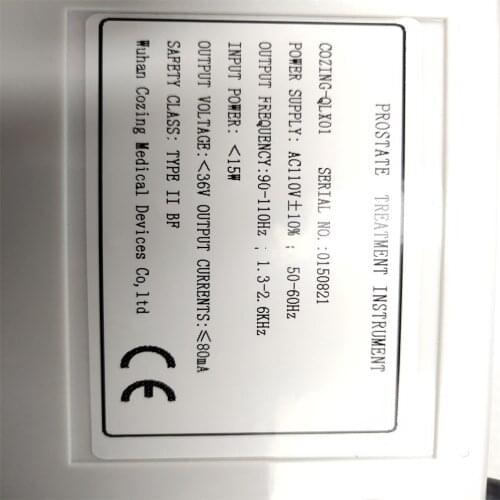 PROSTATE TREATMENT INSTRUMENT
COZING-QLX01 SERIAL NO.:0150821
POWER SUPPLY: AC110V±10% ; 50-60Hz
OUTPUT FREQUENCY:90-110Hz ; 1.3-2.6KHz
INPUT POWER: <15W
OUTPUT VOLTAGE:<36V OUTPUT CURRENTS:≤80mA
SAFETY CLASS: TYPE II BF
Wuhan Cozing Medical Devices Co,ltd
CE